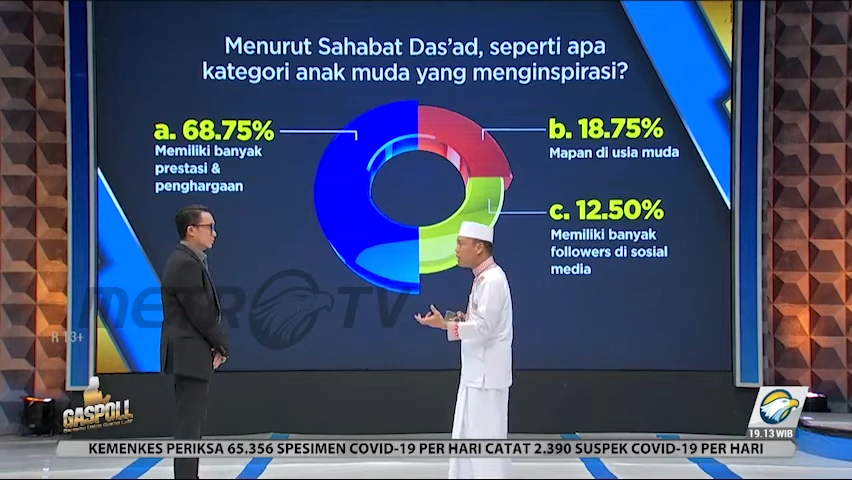 Menurut Sahabat Das'ad, seperti apa
kategori anak muda yang menginspirasi?
a. 68.75%
Memiliki banyak
prestasi &
penghargaan
b. 18.75%
Mapan di usia muda
c. 12.50%
Memiliki banyak
followers di sosial
media
METRO TV
R 13+
GASPOLL
19.13 WIB
KEMENKES PERIKSA 65.356 SPESIMEN COVID-19 PER HARI CATAT 2.390 SUSPEK COVID-19 PER HARI